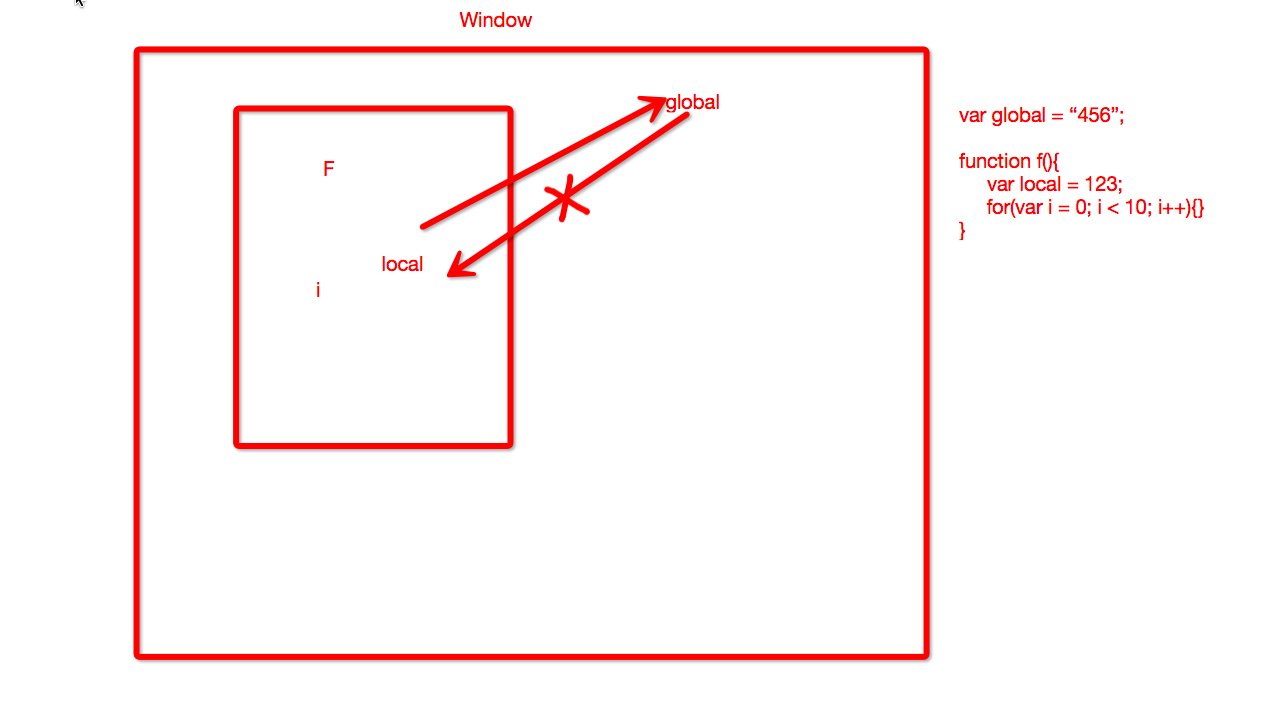 Window
global
F
local
i
var global = “456”;
function f(){
var local = 123;
for(var i = 0; i < 10; i++){}
}